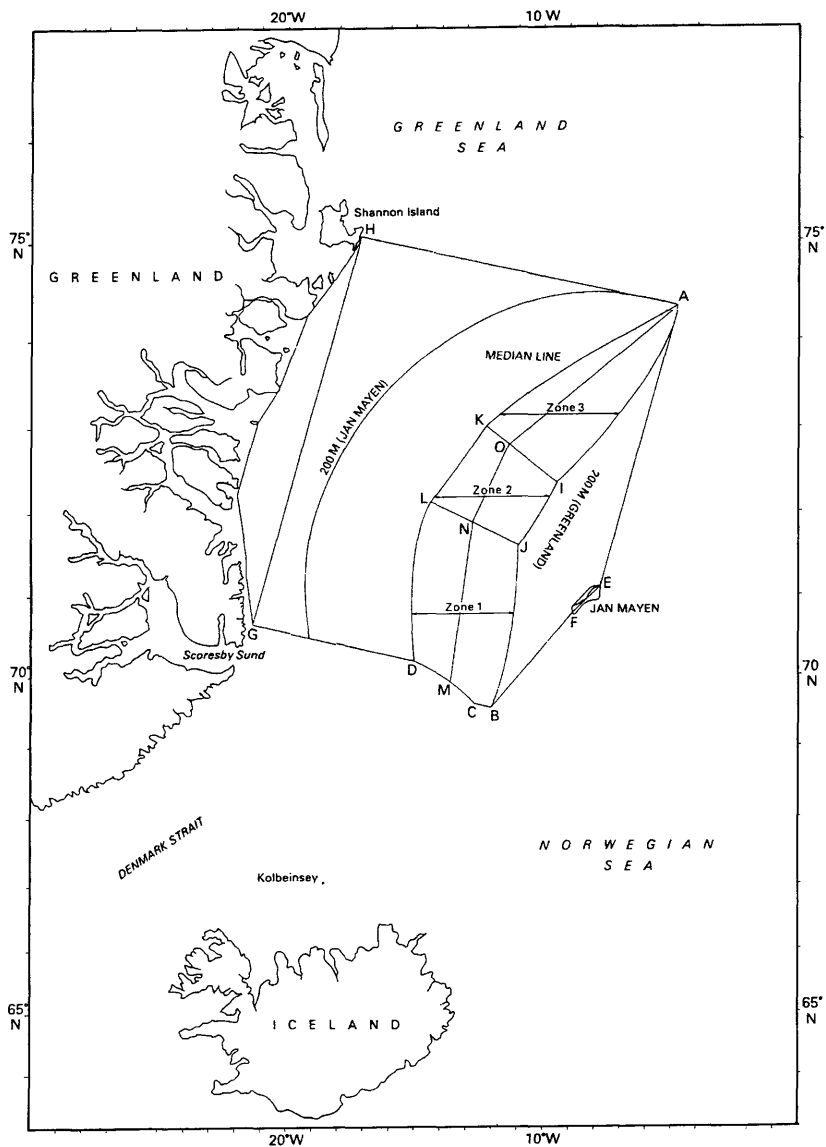 20°W
10 W
GREENLAND
SEA
Shannon Island
H
75°
N
75°
N
GREENLAND
A
MEDIAN LINE
200 M (JAN MAYEN)
Zone 3
K
O
I
Zone 2
L
N
J
200 M (GREENLAND)
E
JAN MAYEN
F
Zone 1
G
Scoresby Sund
D
70°
N
70
N
M
C
B
DENMARK STRAIT
NORWEGIAN
SEA
Kolbeinsey
65°
N
65°
N
ICELAND
20°W
10°W